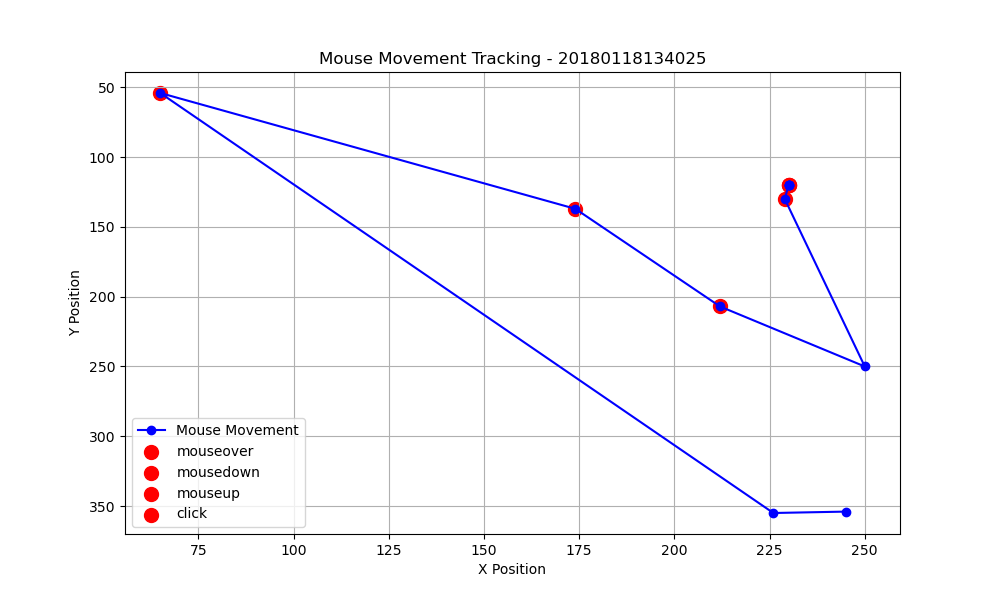 Mouse Movement Tracking - 20180118134025
50
100
150
200
250
300
350
Y Position
Mouse Movement
mouseover
mousedown
mouseup
click
75 100 125 150 175 200 225 250
X Position